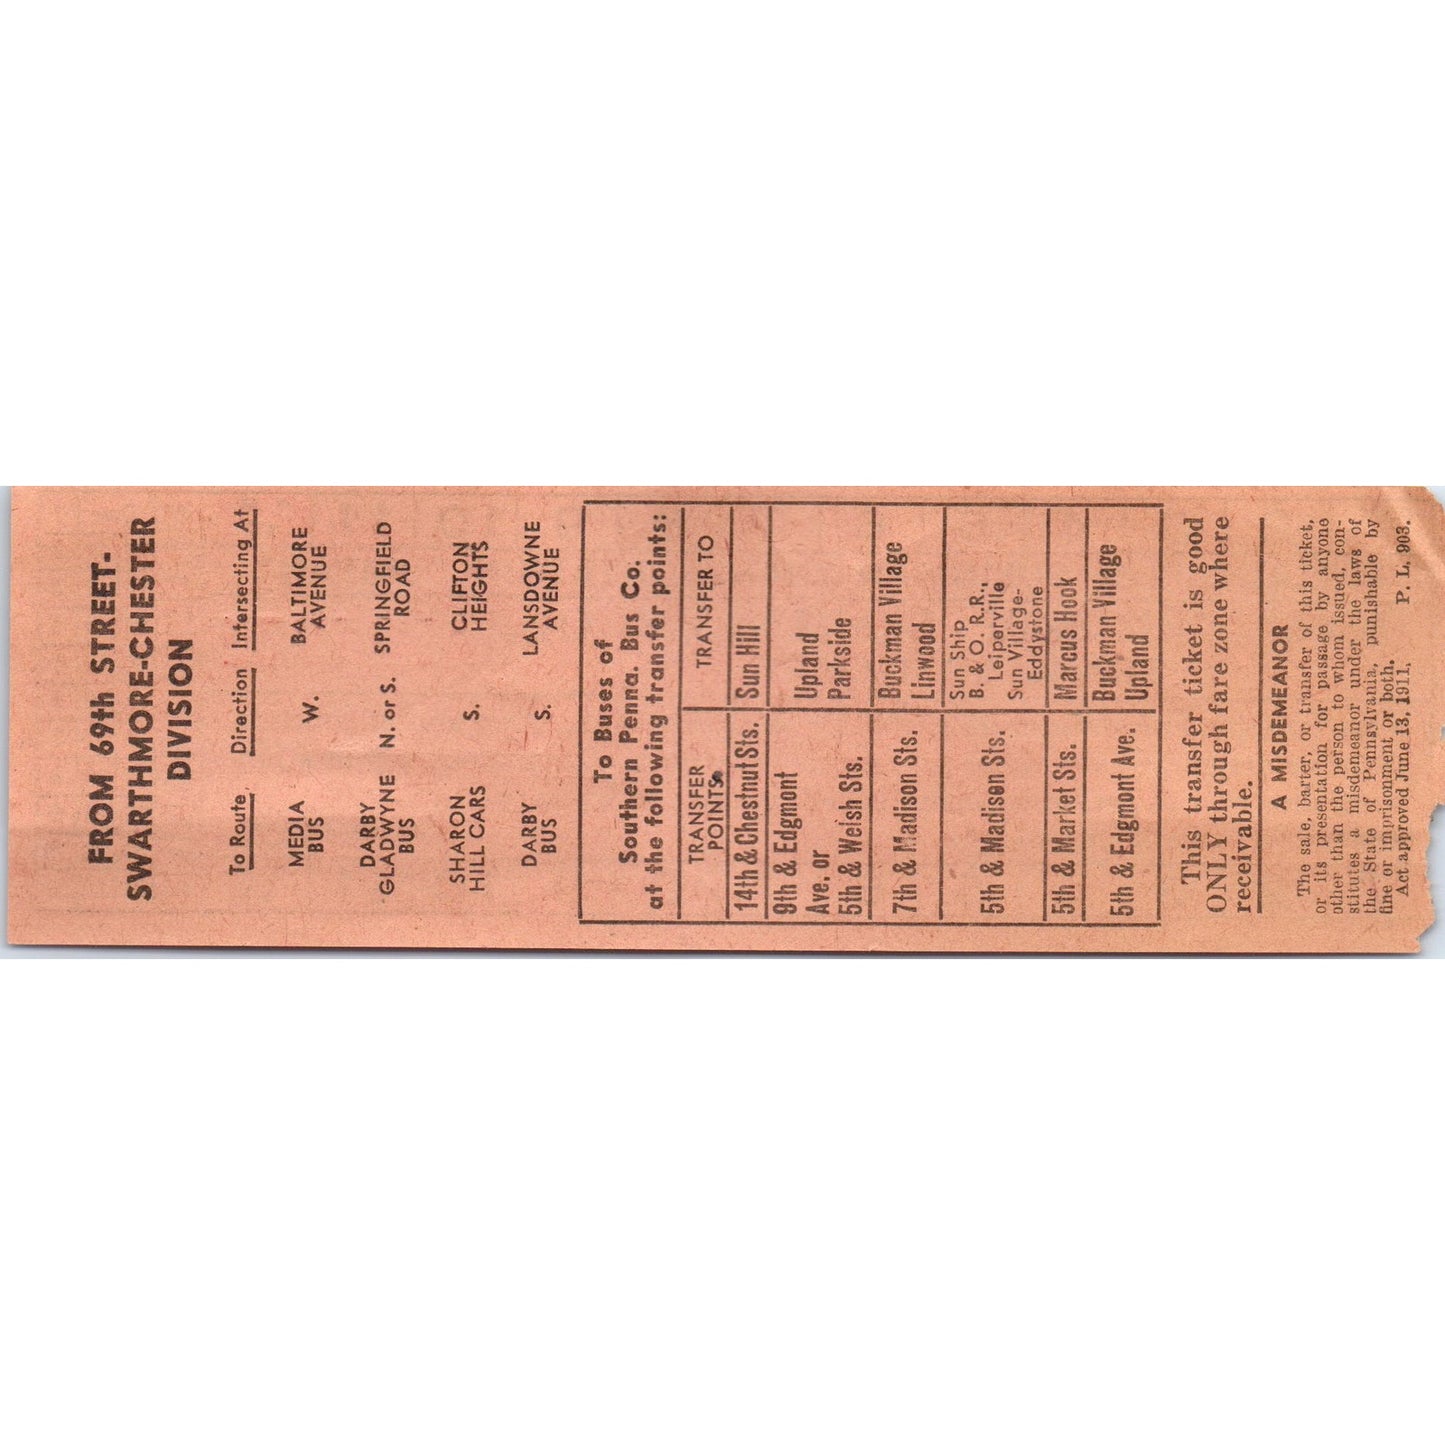 FROM 69th STREET-
SWARTHMORE-CHESTER
DIVISION
To Route Direction Intersecting At
MEDIA BUS W. BALTIMORE AVENUE
DARBY GLADWYNE BUS N. or S. SPRINGFIELD ROAD
SHARON HILL CARS S. CLIFTON HEIGHTS
DARBY BUS S. LANSDOWNE AVENUE
To Buses of
Southern Penna. Bus Co.
at the following transfer points:
TRANSFER POINTS TRANSFER TO
14th & Chestnut Sts. Sun Hill
9th & Edgmont
Ave. or Upland
5th & Welsh Sts. Parkside
7th & Madison Sts. Buckman Village
Linwood
5th & Madison Sts. Sun Ship
B. & O. R.R.,
Leiperville
Sun Village-
Eddystone
5th & Market Sts. Marcus Hook
5th & Edgmont Ave. Buckman Village
Upland
This transfer ticket is good
ONLY through fare zone where
receivable.
A MISDEMEANOR
The sale, barter, or transfer of this ticket,
or its presentation for passage by anyone
other than the person to whom issued, con-
stitutes a misdemeanor under the laws of
the State of Pennsylvania, punishable by
fine or imprisonment or both.
Act approved June 13, 1911, P. L. 903.